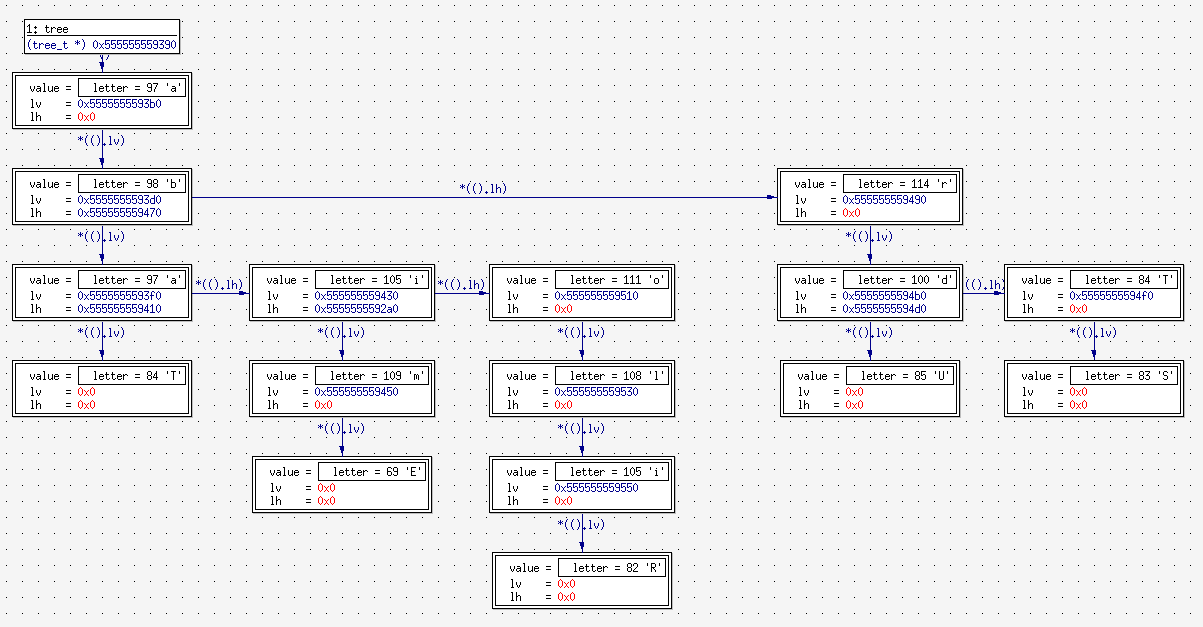 1: tree
(tree_t *) 0x555555559390
()
value = letter = 97 'a'
lv = 0x5555555593b0
lh = 0x0
*(().lv)
value = letter = 98 'b'
lv = 0x5555555593d0
lh = 0x555555559470
*(().lh)
value = letter = 114 'r'
lv = 0x555555559490
lh = 0x0
*(().lv)
*(().lv)
value = letter = 97 'a'
lv = 0x5555555593f0
lh = 0x555555559410
*(().lh)
value = letter = 105 'i'
lv = 0x555555559430
lh = 0x5555555592a0
*(().lh)
value = letter = 111 'o'
lv = 0x555555559510
lh = 0x0
value = letter = 100 'd'
lv = 0x5555555594b0
lh = 0x5555555594d0
(().lh)
value = letter = 84 'T'
lv = 0x5555555594f0
lh = 0x0
*(().lv)
*(().lv)
*(().lv)
*(().lv)
*(().lv)
value = letter = 84 'T'
lv = 0x0
lh = 0x0
value = letter = 109 'm'
lv = 0x555555559450
lh = 0x0
value = letter = 108 'l'
lv = 0x555555559530
lh = 0x0
value = letter = 85 'U'
lv = 0x0
lh = 0x0
value = letter = 83 'S'
lv = 0x0
lh = 0x0
*(().lv)
*(().lv)
value = letter = 69 'E'
lv = 0x0
lh = 0x0
value = letter = 105 'i'
lv = 0x555555559550
lh = 0x0
*(().lv)
value = letter = 82 'R'
lv = 0x0
lh = 0x0